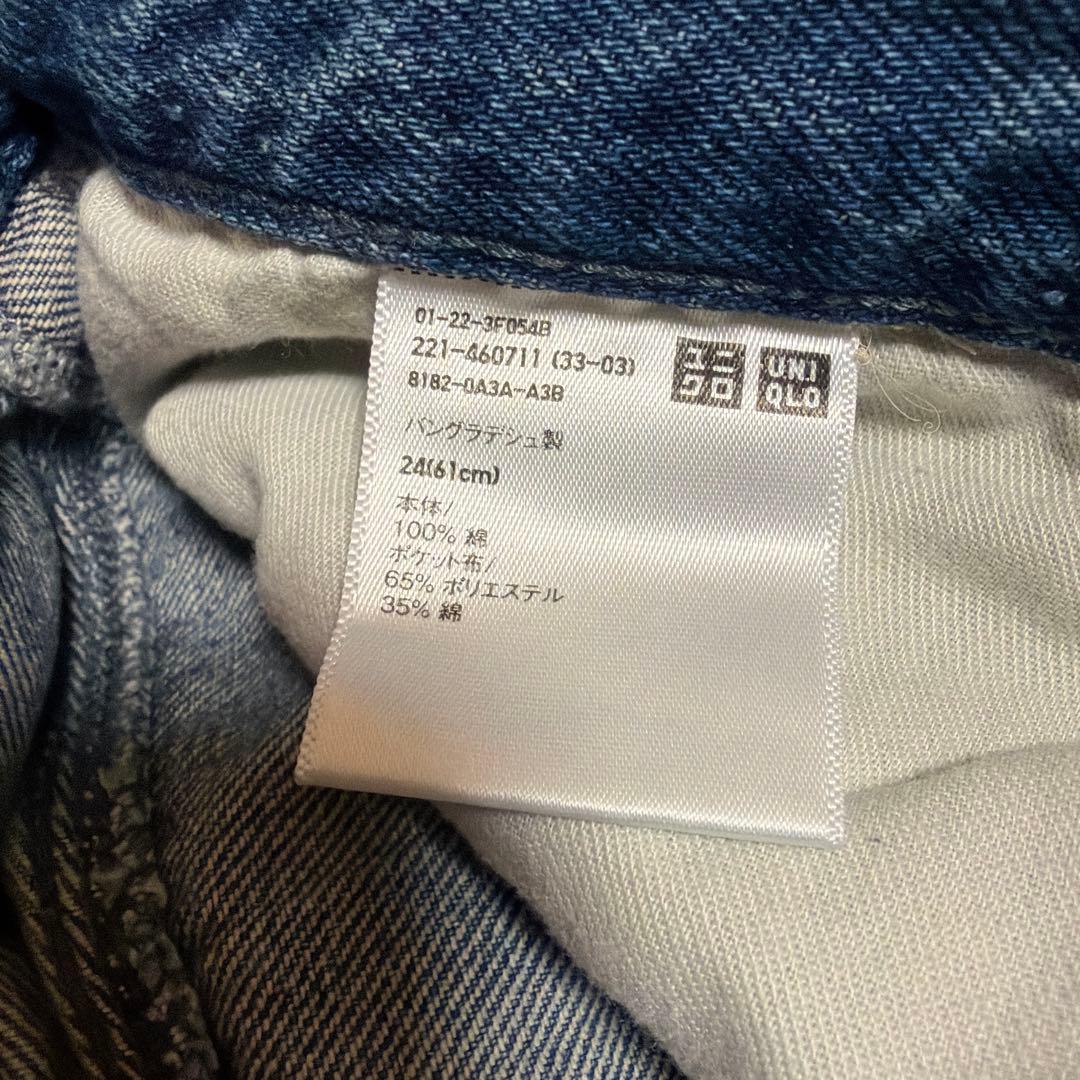 01-22-3F054B
221-460711 (33-03)
8182-0A3A-A3B
ユニクロ
UNIQLO
バングラデシュ製
24(61cm)
本体/
100% 綿
ポケット布/
65% ポリエステル
35% 綿